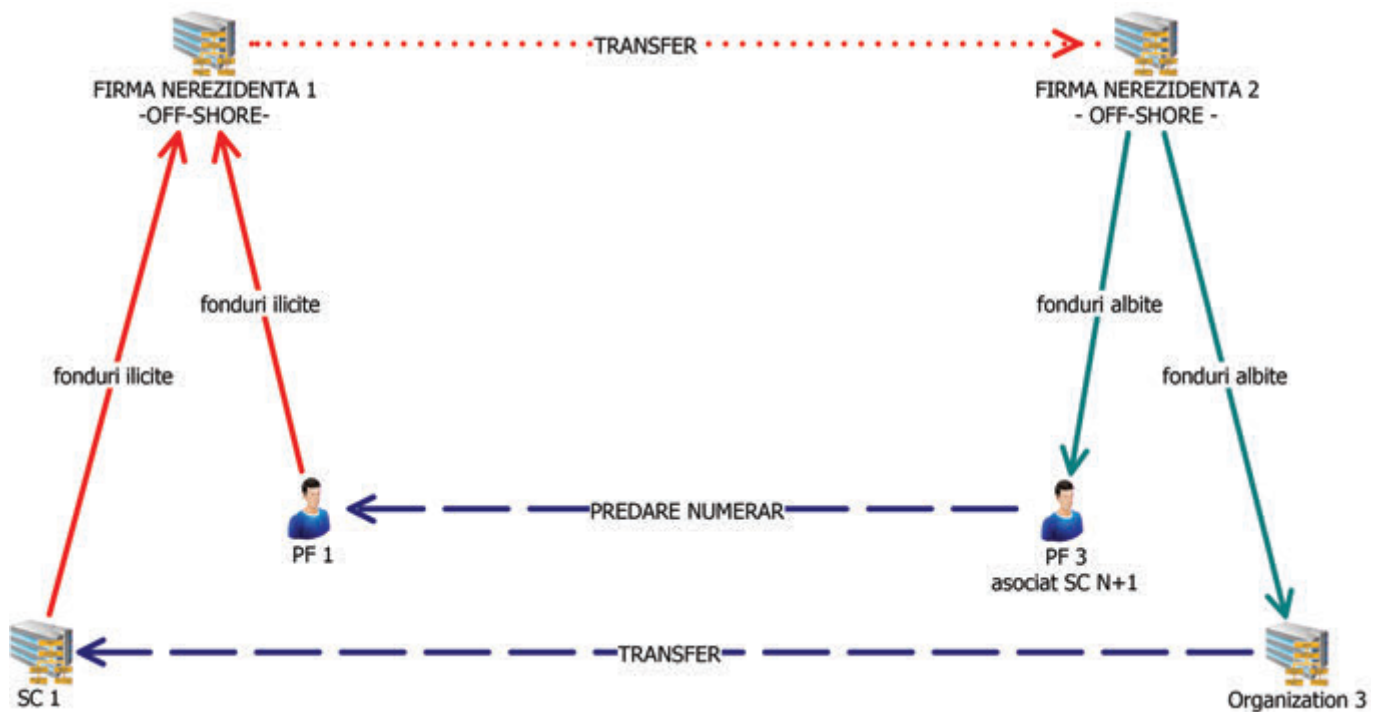 TRANSFER
FIRMA NEREZIDENTA 1
-OFF-SHORE-
FIRMA NEREZIDENTA 2
- OFF-SHORE -
fonduri ilicite
fonduri albite
fonduri ilicite
fonduri albite
PREDARE NUMERAR
PF 1
PF 3
asociat SC N+1
TRANSFER
SC 1
Organization 3